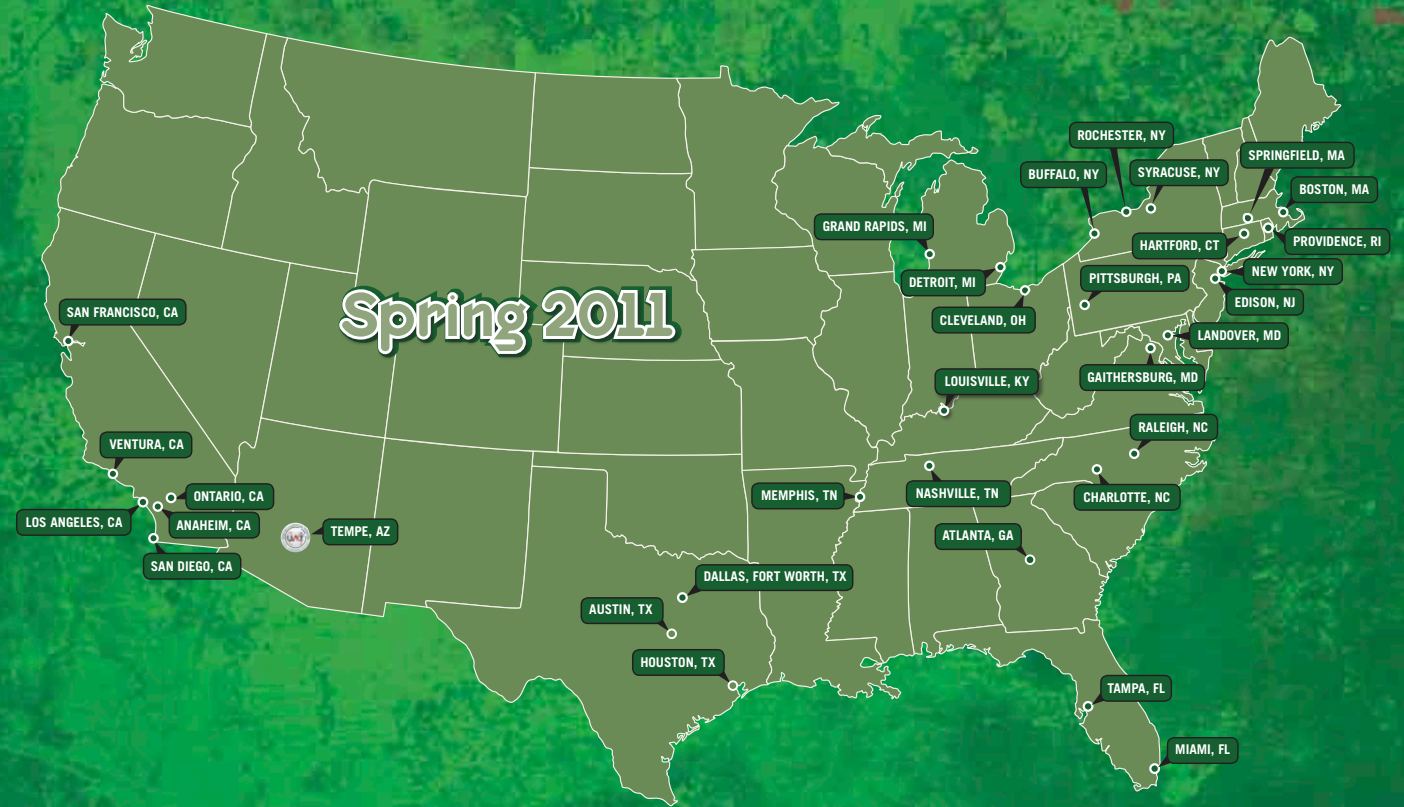 ROCHESTER, NY
SPRINGFIELD, MA
SYRACUSE, NY
BUFFALO, NY
BOSTON, MA
GRAND RAPIDS, MI
HARTFORD, CT
PROVIDENCE, RI
NEW YORK, NY
PITTSBURGH, PA
DETROIT, MI
EDISON, NJ
Spring 2011
SAN FRANCISCO, CA
CLEVELAND, OH
LANDOVER, MD
GAITHERSBURG, MD
LOUISVILLE, KY
RALEIGH, NC
VENTURA, CA
NASHVILLE, TN
MEMPHIS, TN
ONTARIO, CA
CHARLOTTE, NC
LOS ANGELES, CA
ANAHEIM, CA
TEMPE, AZ
ATLANTA, GA
SAN DIEGO, CA
DALLAS, FORT WORTH, TX
AUSTIN, TX
HOUSTON, TX
TAMPA, FL
MIAMI, FL